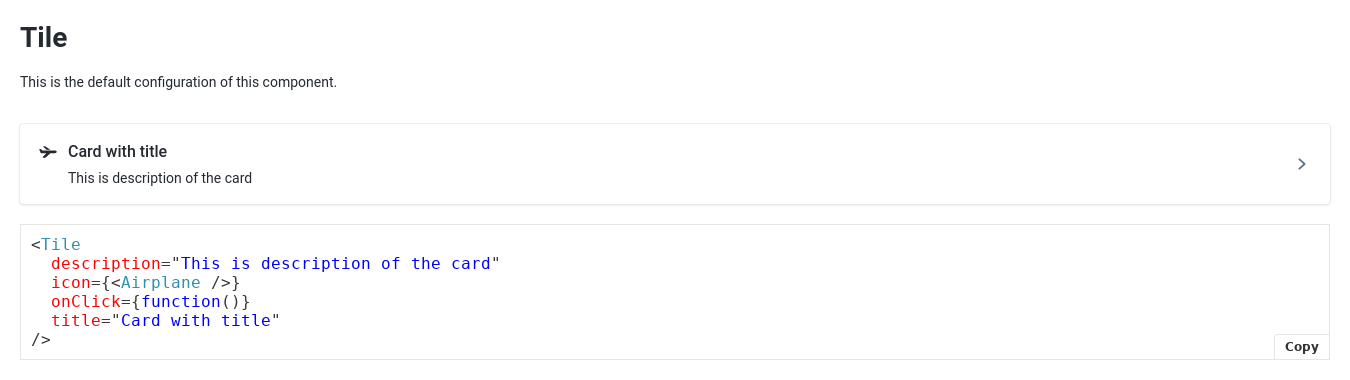 Tile
This is the default configuration of this component.
Card with title
This is description of the card
<Tile
  description="This is description of the card"
  icon={<Airplane />}
  onClick={function()}
  title="Card with title"
/>
Copy